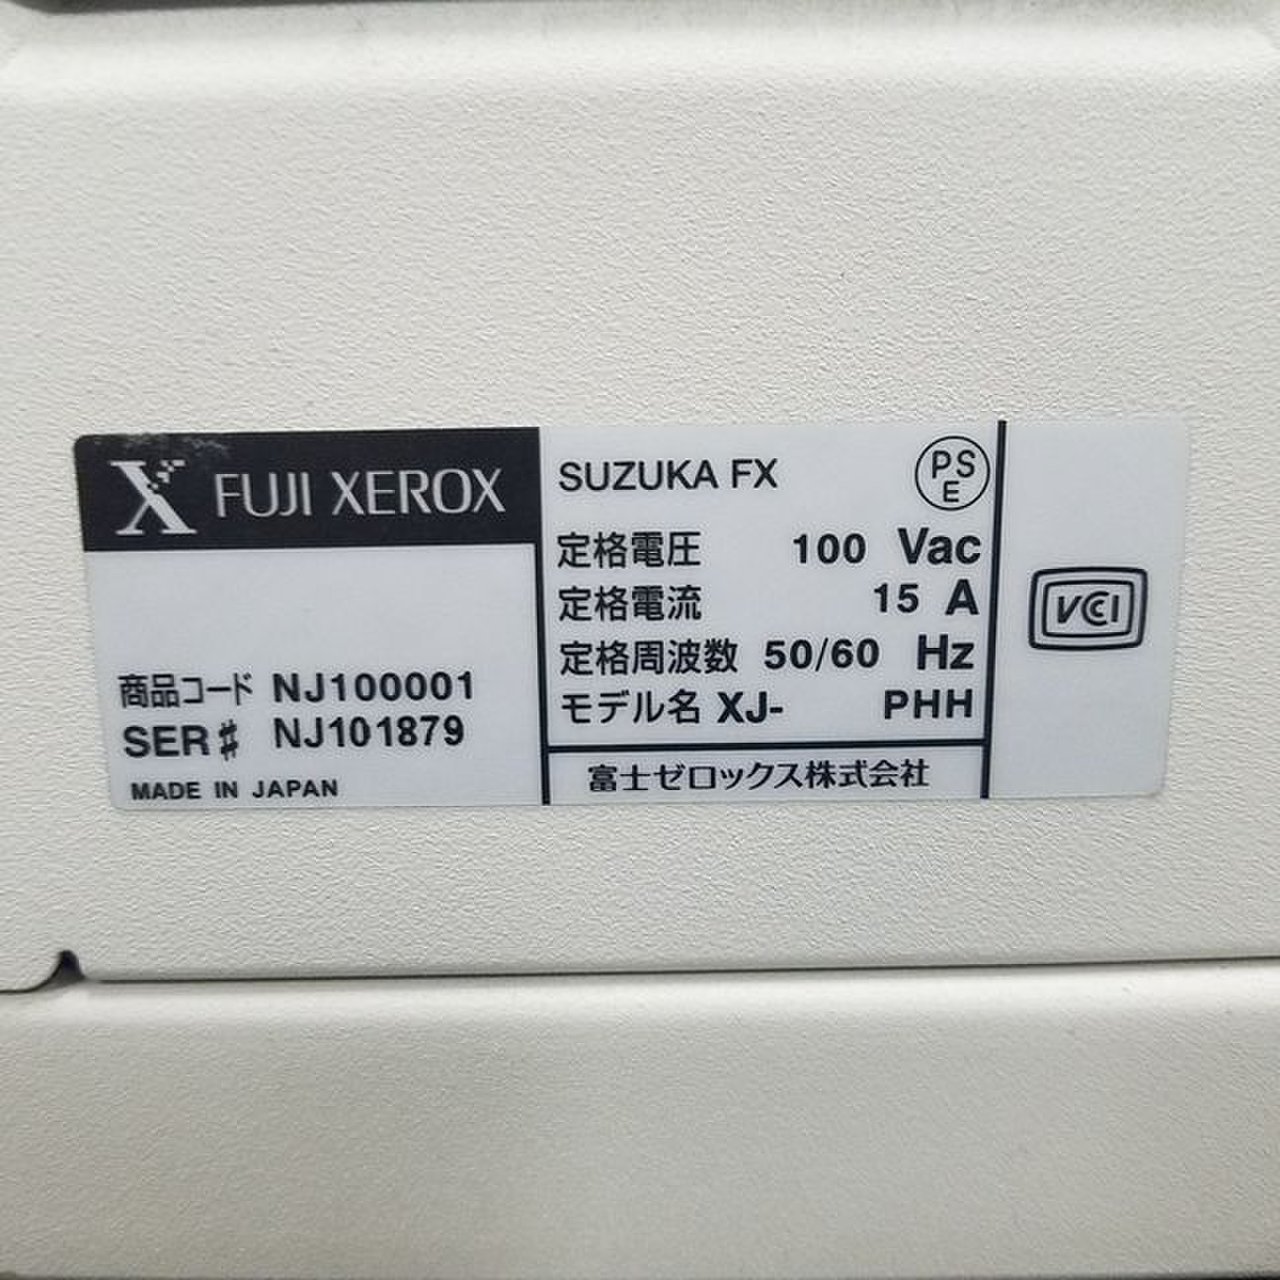 X FUJI XEROX
商品コード NJ100001
SER# NJ101879
MADE IN JAPAN
SUZUKA FX
PSE
定格電圧 100 Vac
定格電流 15 A
定格周波数 50/60 Hz
モデル名 XJ- PHH
富士ゼロックス株式会社
VCCI